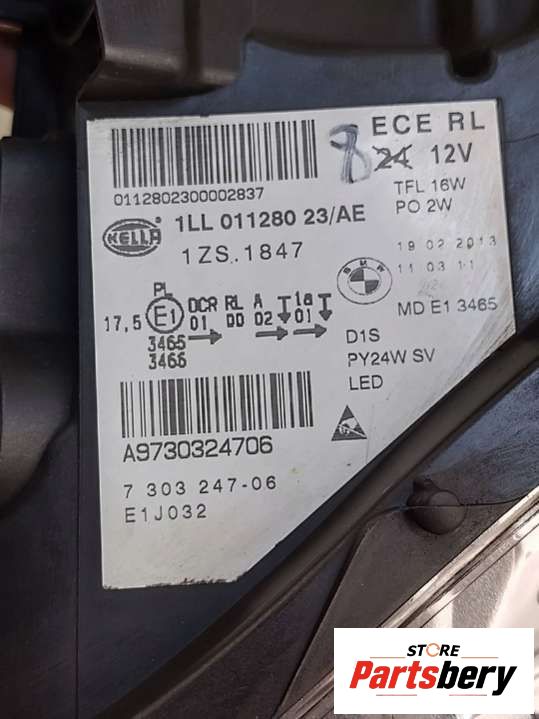 ECE RL
8
24 12V
0112802300002837
TFL 16W
PO 2W
HELLA
1LL 011280 23/AE
1ZS.1847
19 02 2013
11 03 11
BMW
PL
17,5 E1 DCR RL A 1a
01 00 02 01
3465
3466
MD E1 3465
D1S
PY24W SV
LED
A9730324706
7 303 247-06
E1J032
STORE
Partsbery